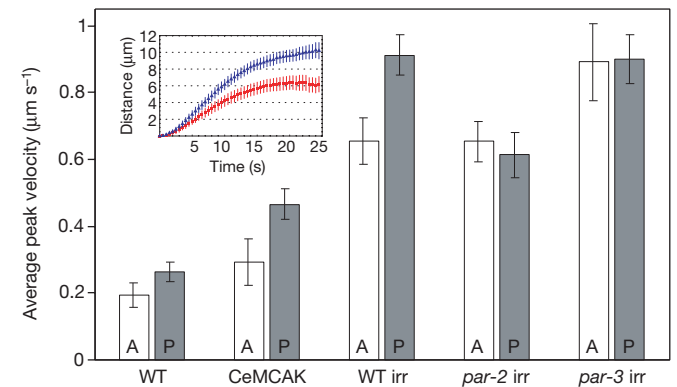 Average peak velocity (μm s⁻¹)
1
0.8
0.6
0.4
0.2
0
Distance (μm)
12
10
8
6
4
2
5 10 15 20 25
Time (s)
A P A P A P A P A P
WT CeMCAK WT irr par-2 irr par-3 irr